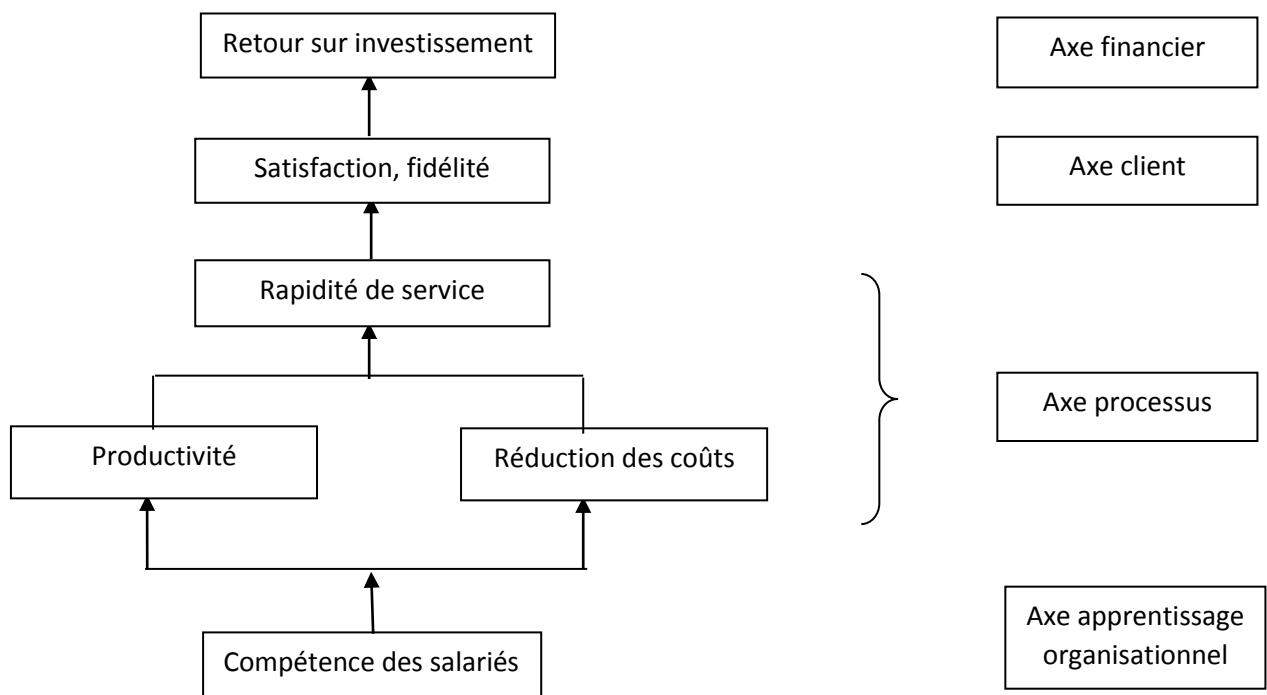 Retour sur investissement
Axe financier
Satisfaction, fidélité
Axe client
Rapidité de service
Axe processus
Productivité
Réduction des coûts
Axe apprentissage
organisationnel
Compétence des salariés